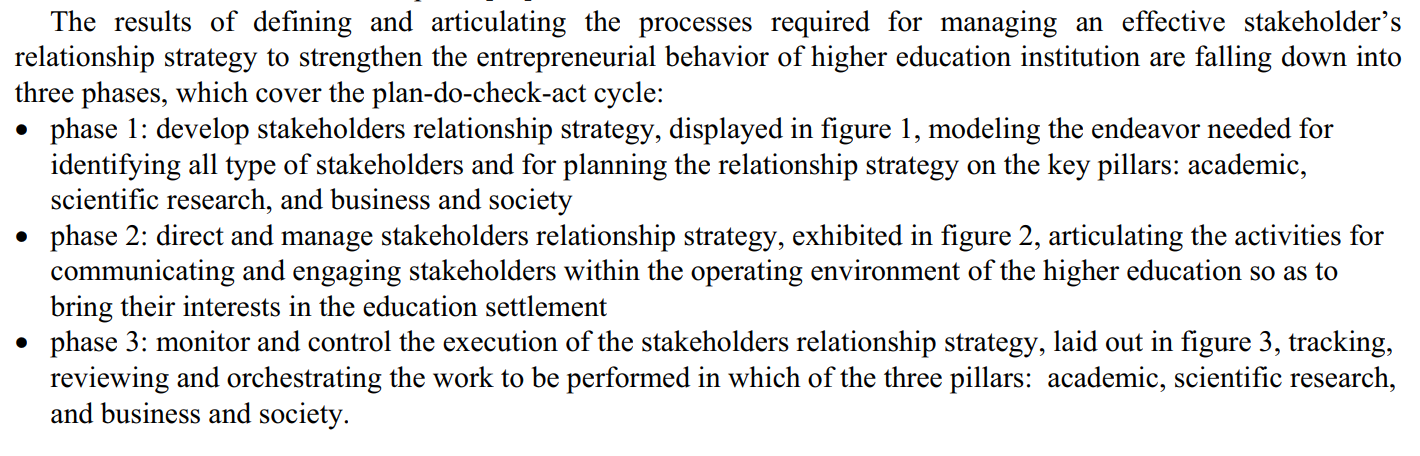 The results of defining and articulating the processes required for managing an effective stakeholder’s
relationship strategy to strengthen the entrepreneurial behavior of higher education institution are falling down into
three phases, which cover the plan-do-check-act cycle:
• phase 1: develop stakeholders relationship strategy, displayed in figure 1, modeling the endeavor needed for
identifying all type of stakeholders and for planning the relationship strategy on the key pillars: academic,
scientific research, and business and society
• phase 2: direct and manage stakeholders relationship strategy, exhibited in figure 2, articulating the activities for
communicating and engaging stakeholders within the operating environment of the higher education so as to
bring their interests in the education settlement
• phase 3: monitor and control the execution of the stakeholders relationship strategy, laid out in figure 3, tracking,
reviewing and orchestrating the work to be performed in which of the three pillars: academic, scientific research,
and business and society.